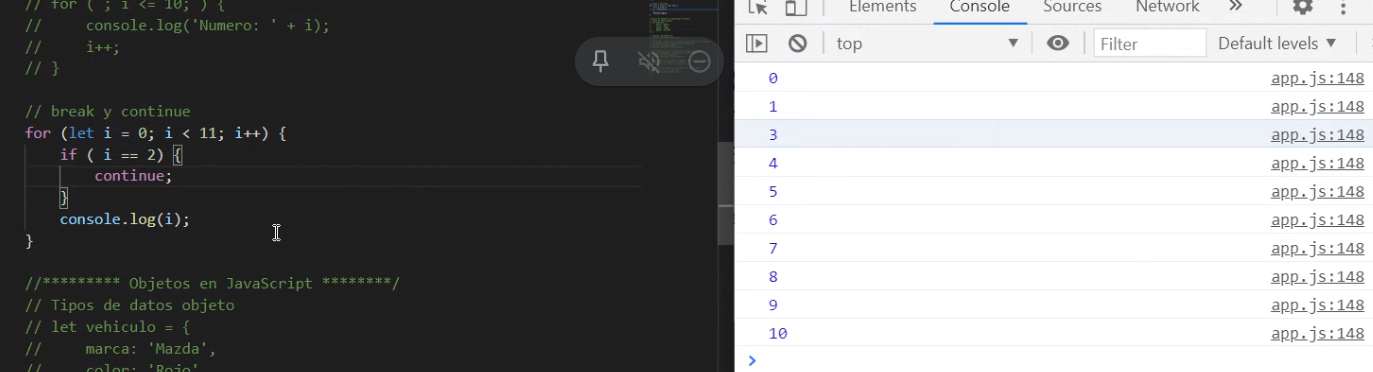 // for ( ; i <= 10; ) {
//     console.log('Numero: ' + i);
//     i++;
// }
// break y continue
for (let i = 0; i < 11; i++) {
    if ( i == 2) {
        continue;
    }
    console.log(i);
}
//********* Objetos en JavaScript ********/
// Tipos de datos objeto
// let vehiculo = {
//     marca: 'Mazda',
//     color: 'Rojo'
Elements Console Sources Network
top Filter Default levels
0 app.js:148
1 app.js:148
3 app.js:148
4 app.js:148
5 app.js:148
6 app.js:148
7 app.js:148
8 app.js:148
9 app.js:148
10 app.js:148